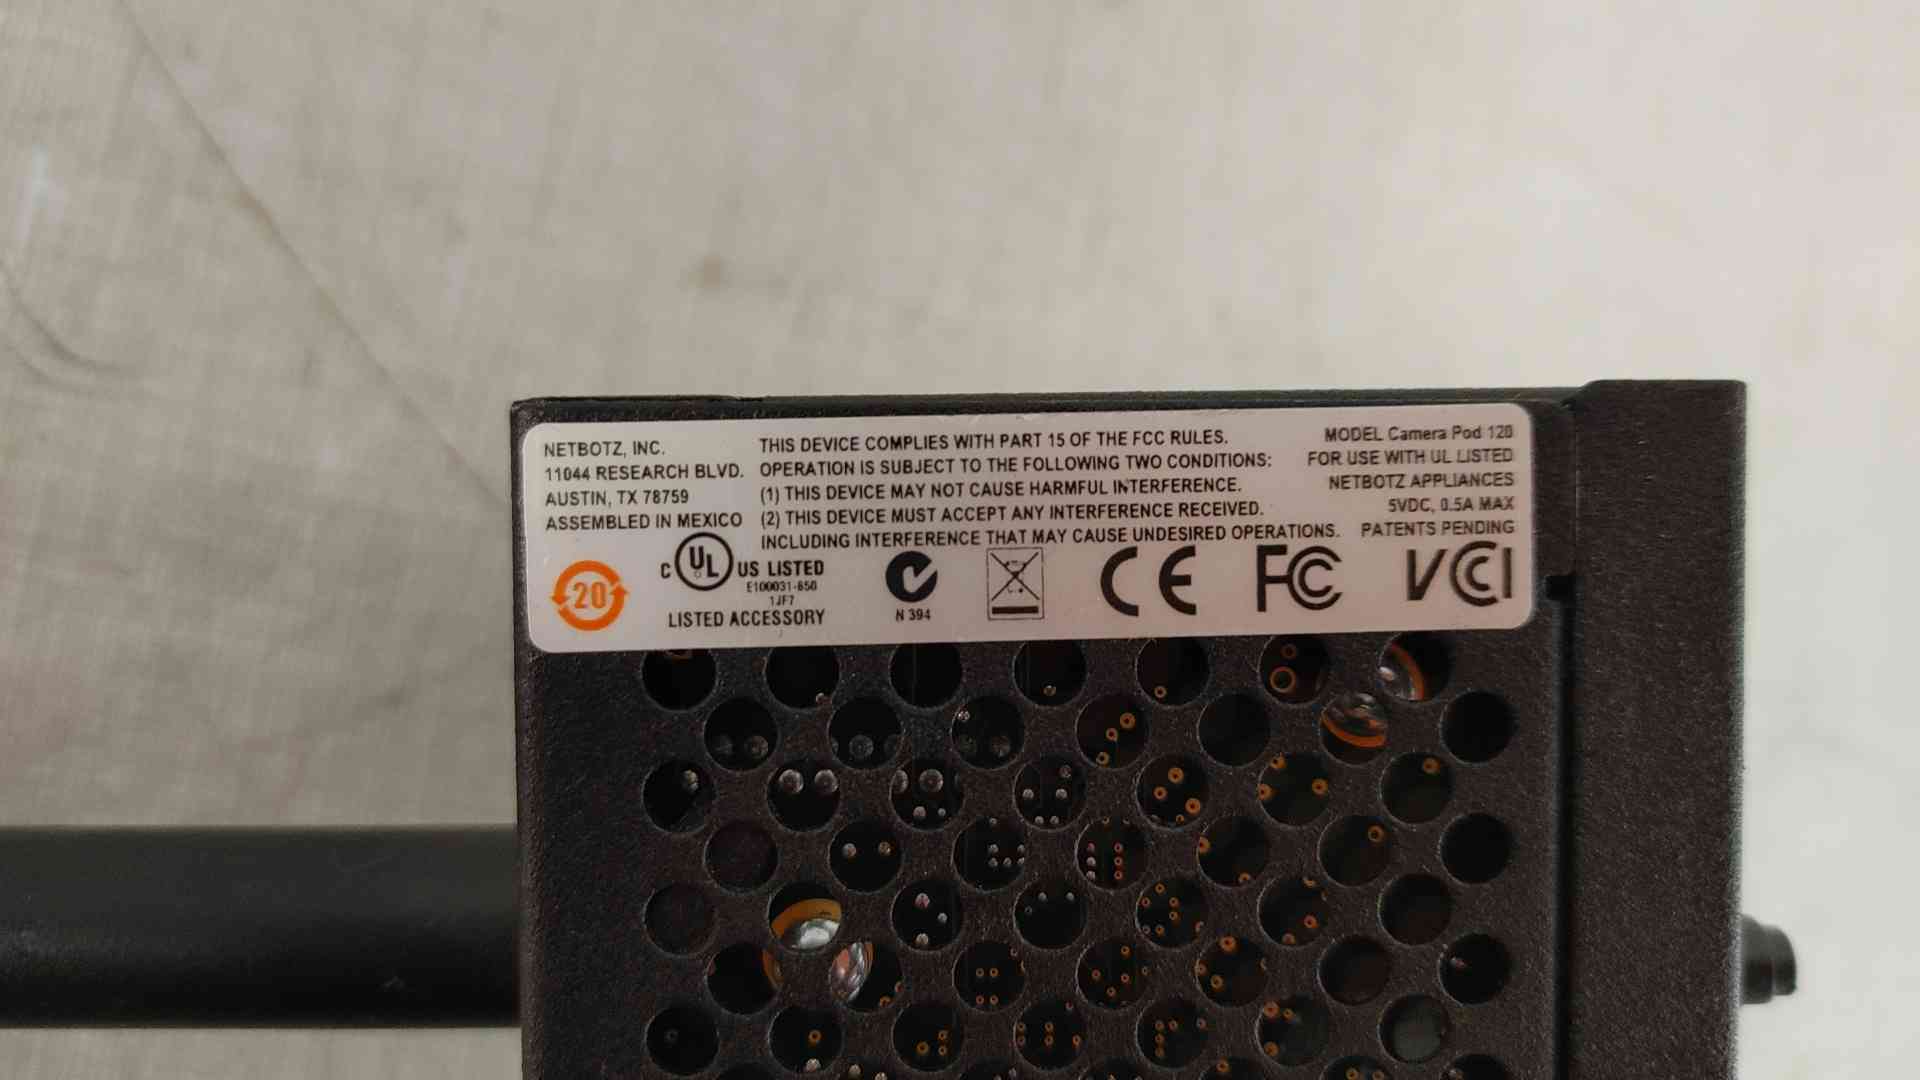 NETBOTZ, INC.
11044 RESEARCH BLVD.
AUSTIN, TX 78759
ASSEMBLED IN MEXICO
THIS DEVICE COMPLIES WITH PART 15 OF THE FCC RULES.
OPERATION IS SUBJECT TO THE FOLLOWING TWO CONDITIONS:
(1) THIS DEVICE MAY NOT CAUSE HARMFUL INTERFERENCE.
(2) THIS DEVICE MUST ACCEPT ANY INTERFERENCE RECEIVED.
INCLUDING INTERFERENCE THAT MAY CAUSE UNDESIRED OPERATIONS.
MODEL Camera Pod 120
FOR USE WITH UL LISTED
NETBOTZ APPLIANCES
5VDC, 0.5A MAX
PATENTS PENDING
20
C UL US LISTED
E100031-850
1JF7
LISTED ACCESSORY
N 394
CE
FC
VCCI